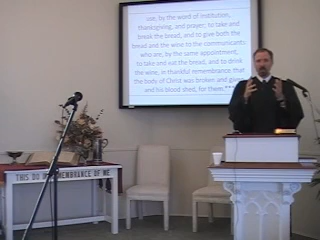 use, by the word of institution,
thanksgiving, and prayer, to take and
break the bread, and to give both the
bread and the wine to the communicants
who are, by the same appointment,
to take and eat the bread, and to drink
the wine, in thankful remembrance that
the body of Christ was broken and given,
and his blood shed, for them.***
THIS DO IN REMEMBRANCE OF ME